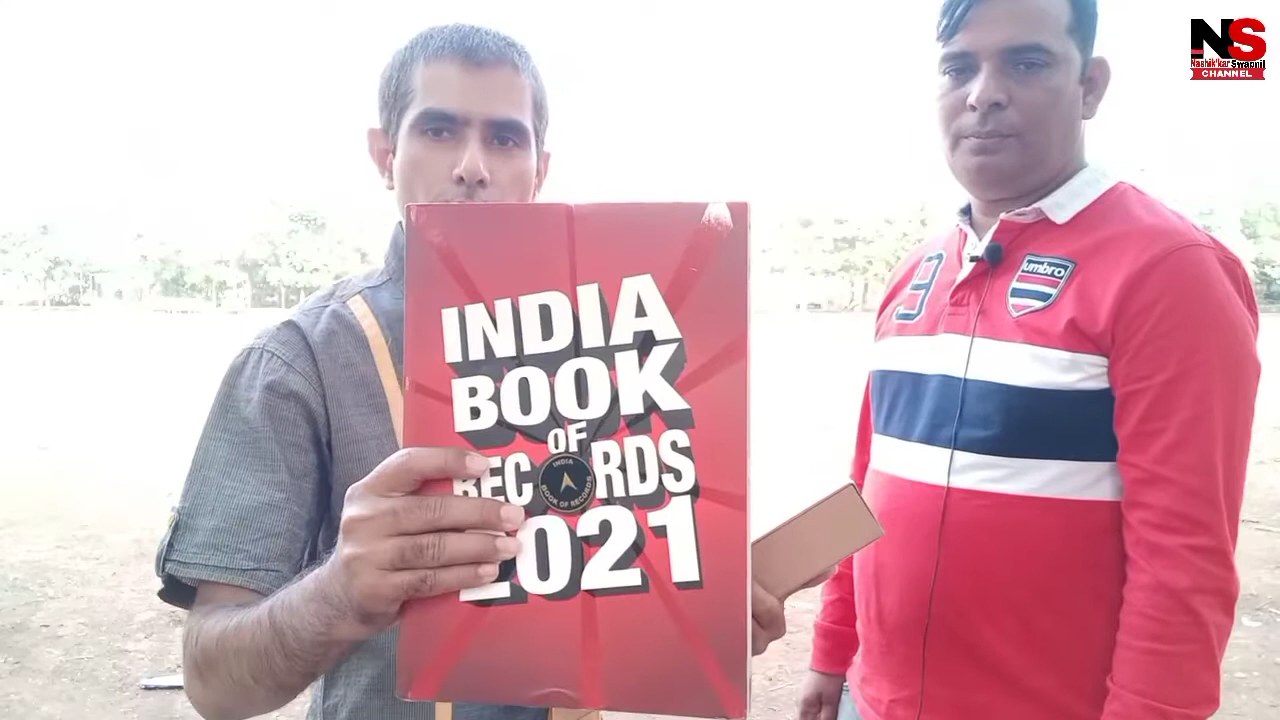 NS
Nashik'kar Swapnil
CHANNEL
9
umbro
INDIA
BOOK
OF
RECORDS
INDIA
BOOK OF RECORDS
2021